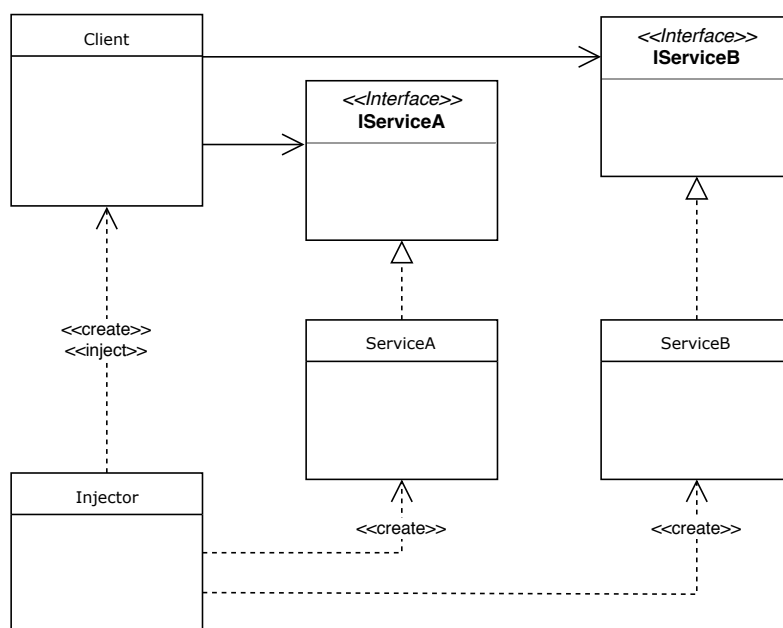 Client
<<Interface>>
IServiceB
<<Interface>>
IServiceA
<<create>>
<<inject>>
ServiceA
ServiceB
Injector
<<create>>
<<create>>